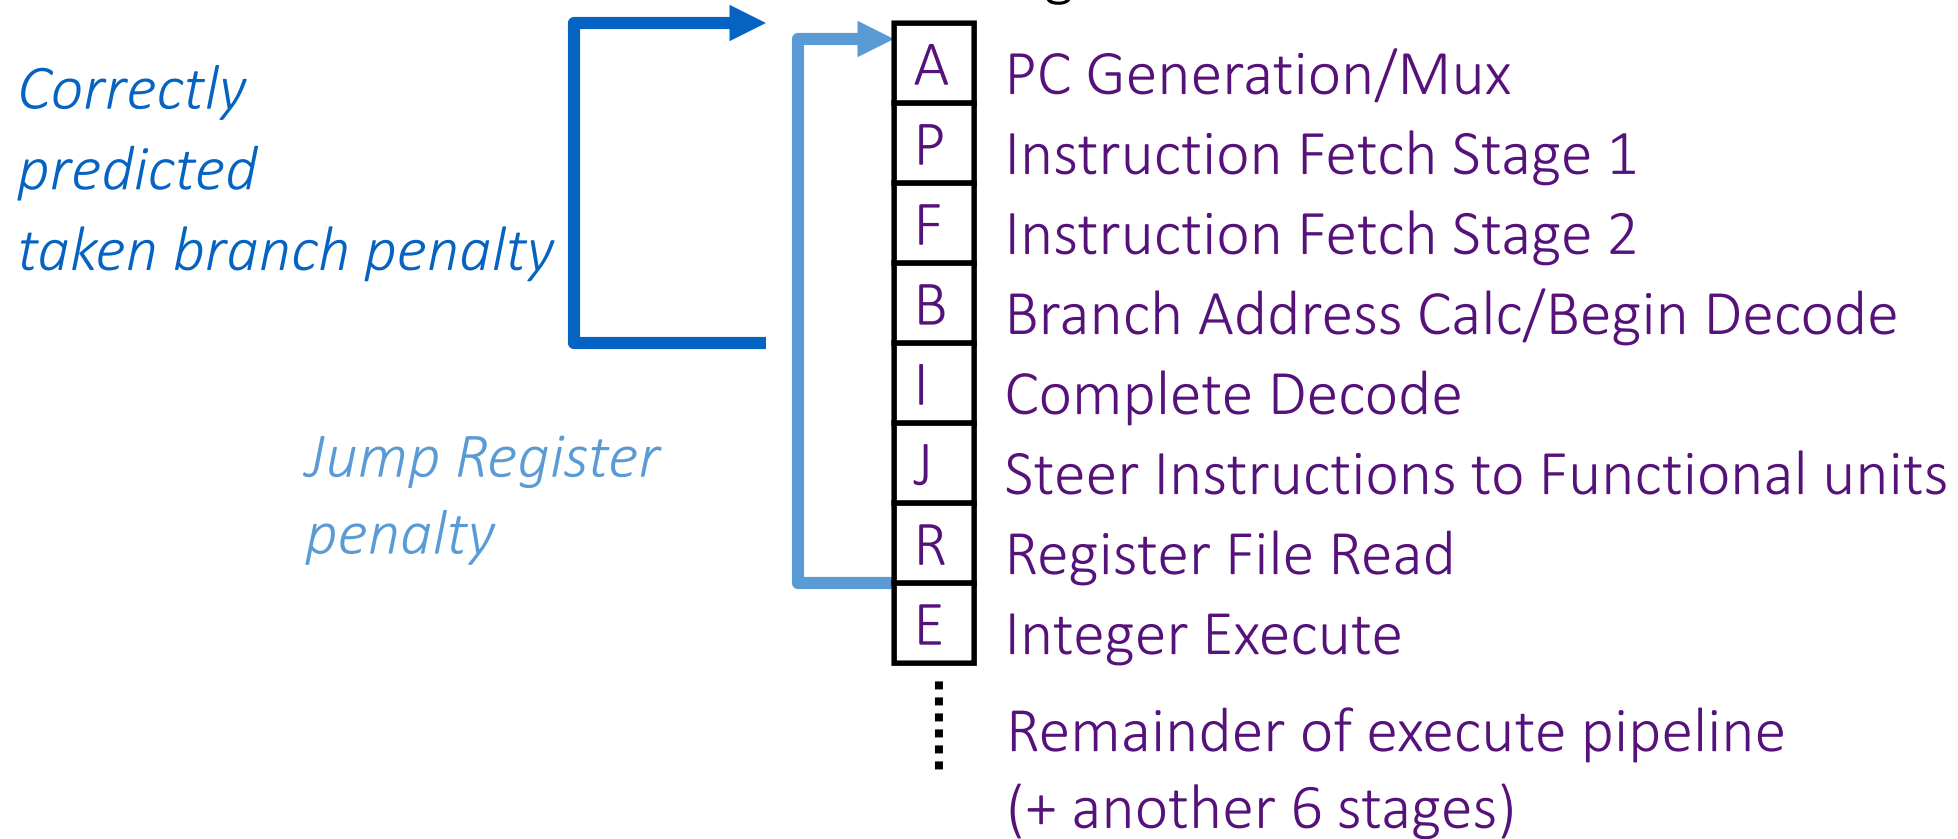 Correctly
predicted
taken branch penalty
Jump Register
penalty
A PC Generation/Mux
P Instruction Fetch Stage 1
F Instruction Fetch Stage 2
B Branch Address Calc/Begin Decode
I Complete Decode
J Steer Instructions to Functional units
R Register File Read
E Integer Execute
Remainder of execute pipeline
(+ another 6 stages)